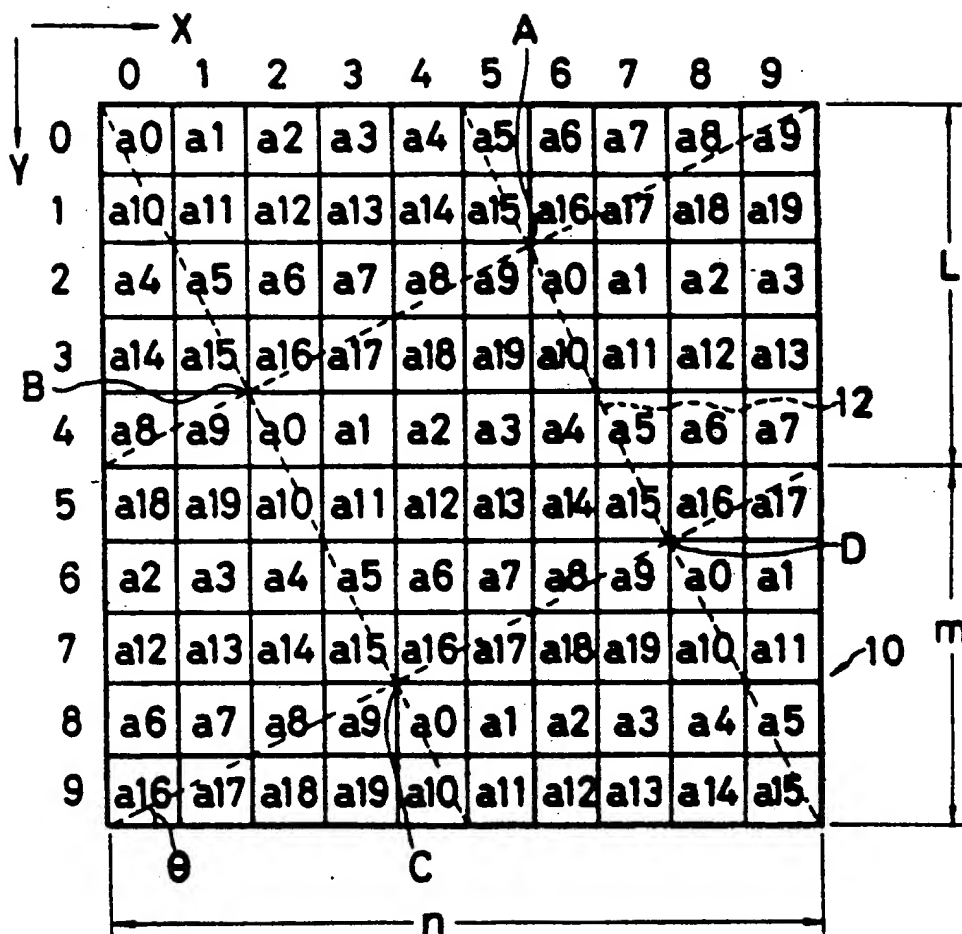 X A
0 1 2 3 4 5 6 7 8 9
Y
0 a0 a1 a2 a3 a4 a5 a6 a7 a8 a9
1 a10 a11 a12 a13 a14 a15 a16 a17 a18 a19
2 a4 a5 a6 a7 a8 a9 a0 a1 a2 a3 L
3 a14 a15 a16 a17 a18 a19 a10 a11 a12 a13
B
4 a8 a9 a0 a1 a2 a3 a4 a5 a6 a7 12
5 a18 a19 a10 a11 a12 a13 a14 a15 a16 a17
D
6 a2 a3 a4 a5 a6 a7 a8 a9 a0 a1
m
7 a12 a13 a14 a15 a16 a17 a18 a19 a10 a11 10
8 a6 a7 a8 a9 a0 a1 a2 a3 a4 a5
9 a16 a17 a18 a19 a10 a11 a12 a13 a14 a15
θ C
n